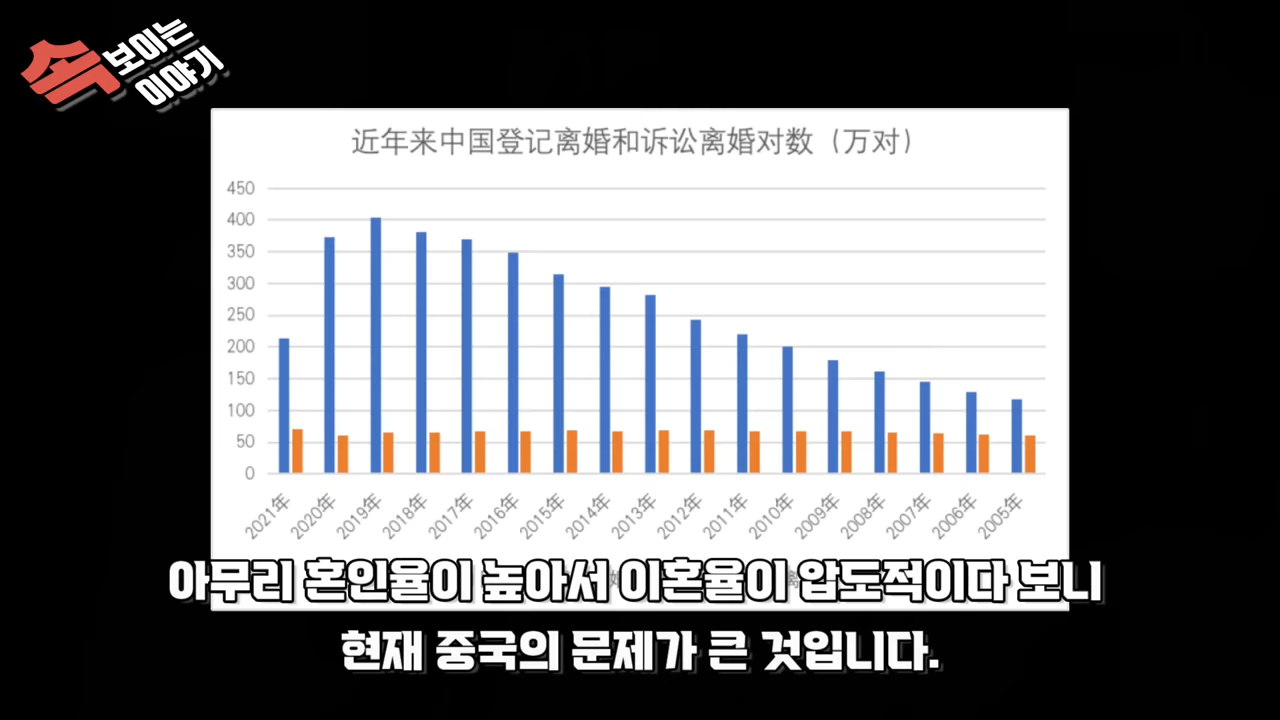 속보이는
이야기
近年来中国登记离婚和诉讼离婚对数（万对）
450
400
350
300
250
200
150
100
50
0
2021年 2020年 2019年 2018年 2017年 2016年 2015年 2014年 2013年 2012年 2011年 2010年 2009年 2008年 2007年 2006年 2005年
아무리 혼인율이 높아서 이혼율이 압도적이다 보니
현재 중국의 문제가 큰 것입니다.